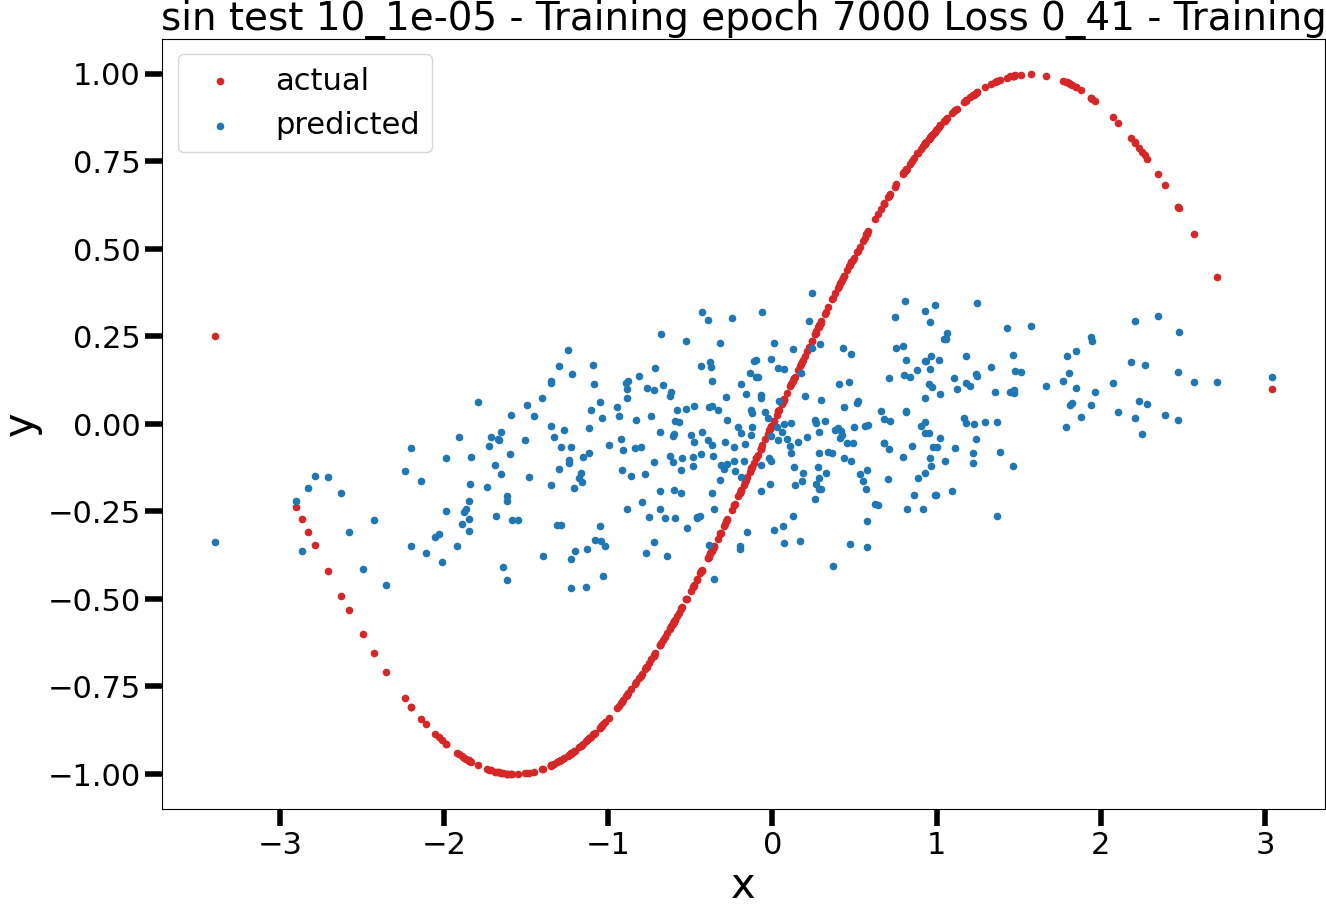 sin test 10_1e-05 - Training epoch 7000 Loss 0_41 - Training
actual
predicted
1.00
0.75
0.50
0.25
0.00
−0.25
−0.50
−0.75
−1.00
y
−3 −2 −1 0 1 2 3
x